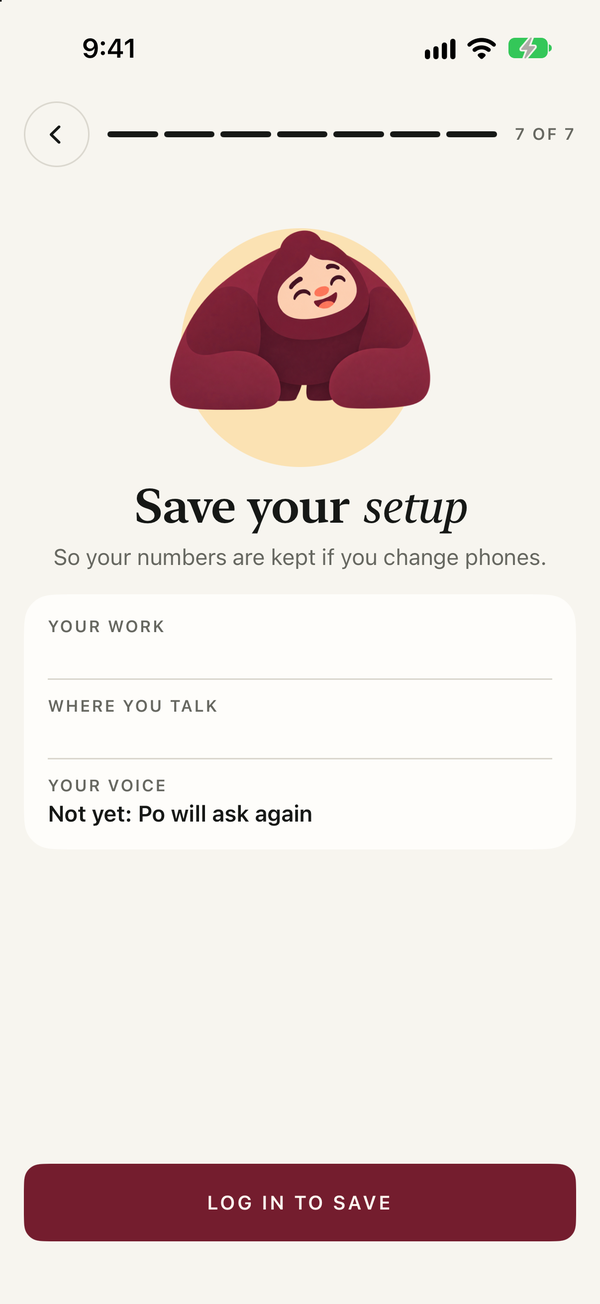 9:41
7 OF 7
Save your setup
So your numbers are kept if you change phones.
YOUR WORK
WHERE YOU TALK
YOUR VOICE
Not yet: Po will ask again
LOG IN TO SAVE